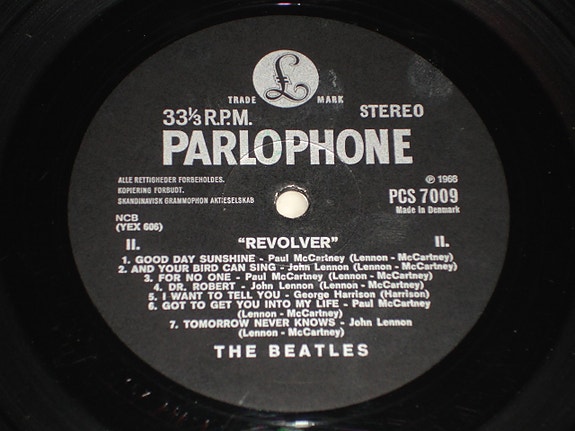 £
TRADE MARK
33⅓ R.P.M. STEREO
PARLOPHONE
ALLE RETTIGHEDER FORBEHOLDES.
KOPIERING FORBUDT.
SKANDINAVISK GRAMMOPHON AKTIESELSKAB
℗ 1966
PCS 7009
Made in Denmark
NCB
(YEX 606)
II. "REVOLVER" II.
1. GOOD DAY SUNSHINE - Paul McCartney (Lennon - McCartney)
2. AND YOUR BIRD CAN SING - John Lennon (Lennon - McCartney)
3. FOR NO ONE - Paul McCartney (Lennon - McCartney)
4. DR. ROBERT - John Lennon (Lennon - McCartney)
5. I WANT TO TELL YOU - George Harrison (Harrison)
6. GOT TO GET YOU INTO MY LIFE - Paul McCartney
(Lennon - McCartney)
7. TOMORROW NEVER KNOWS - John Lennon
(Lennon - McCartney)
THE BEATLES